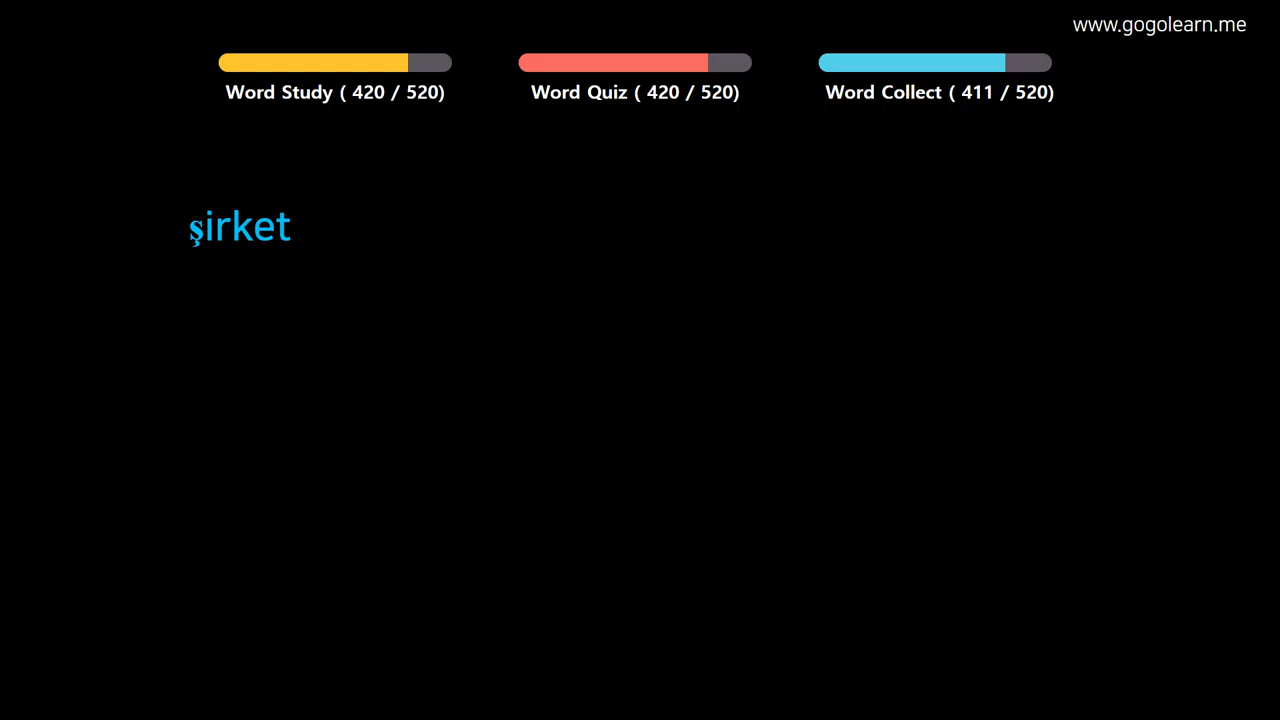 www.gogolearn.me
Word Study ( 420 / 520)
Word Quiz ( 420 / 520)
Word Collect ( 411 / 520)
şirket